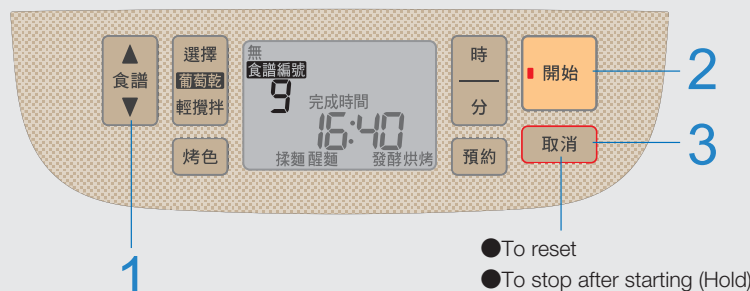 ▲
食譜
▼
選擇
葡萄乾
輕攪拌
烤色
無
食譜編號
9
完成時間
16:40
揉麵 醒麵 發酵 烘烤
時
分
預約
開始
取消
1
2
3
●To reset
●To stop after starting (Hold)